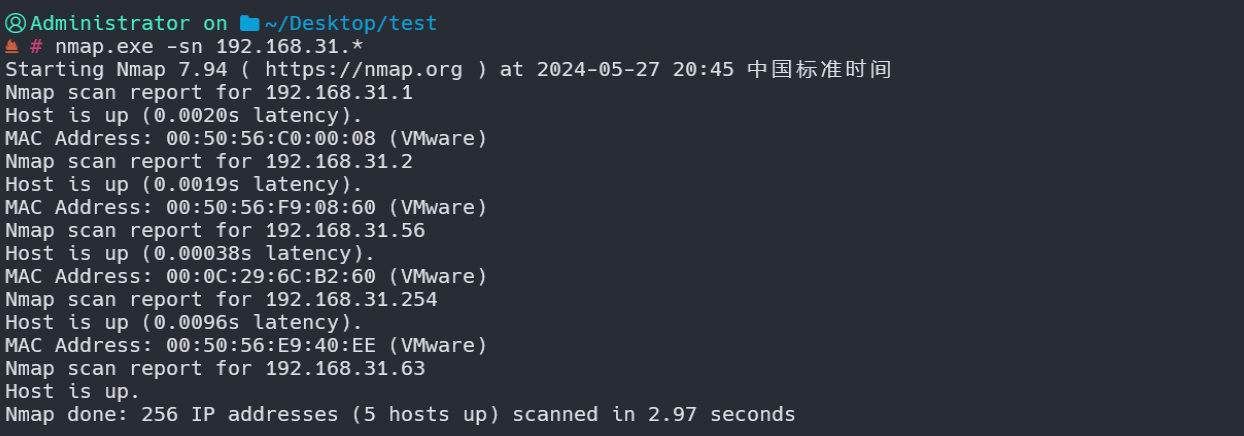 Administrator on ~/Desktop/test
# nmap.exe -sn 192.168.31.*
Starting Nmap 7.94 ( https://nmap.org ) at 2024-05-27 20:45 中国标准时间
Nmap scan report for 192.168.31.1
Host is up (0.0020s latency).
MAC Address: 00:50:56:C0:00:08 (VMware)
Nmap scan report for 192.168.31.2
Host is up (0.0019s latency).
MAC Address: 00:50:56:F9:08:60 (VMware)
Nmap scan report for 192.168.31.56
Host is up (0.00038s latency).
MAC Address: 00:0C:29:6C:B2:60 (VMware)
Nmap scan report for 192.168.31.254
Host is up (0.0096s latency).
MAC Address: 00:50:56:E9:40:EE (VMware)
Nmap scan report for 192.168.31.63
Host is up.
Nmap done: 256 IP addresses (5 hosts up) scanned in 2.97 seconds